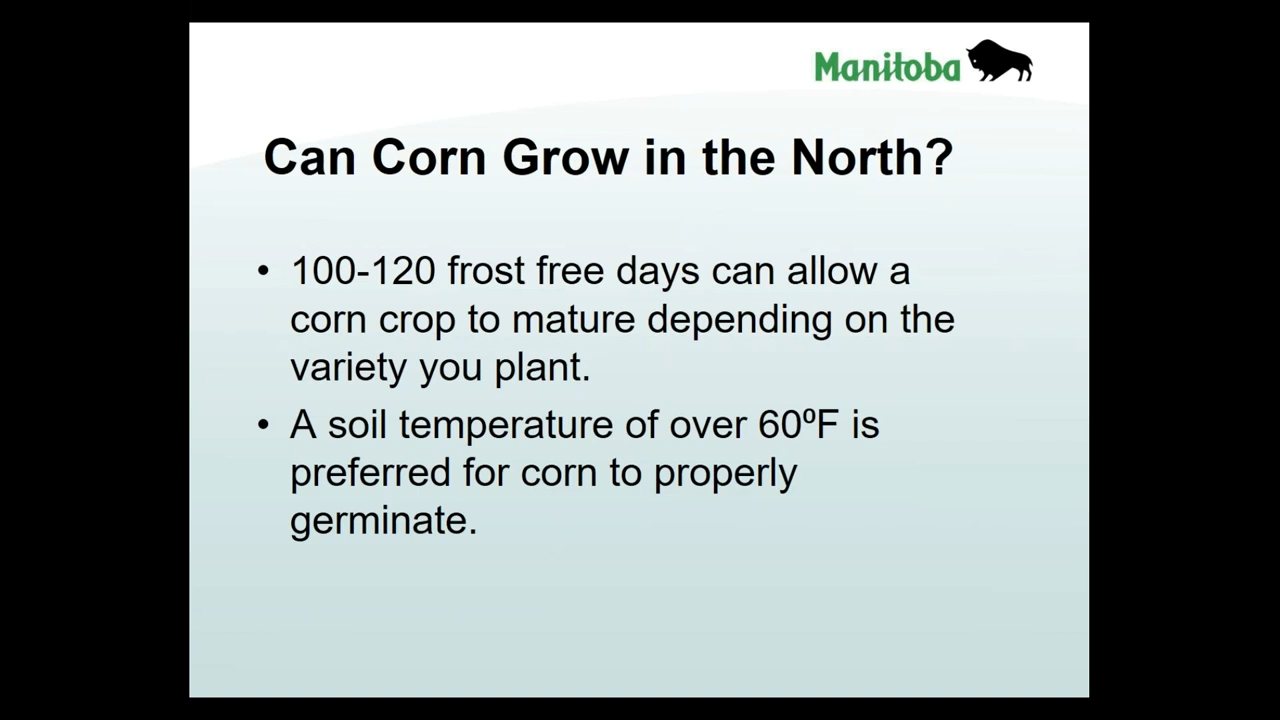 Manitoba
Can Corn Grow in the North?
• 100-120 frost free days can allow a
corn crop to mature depending on the
variety you plant.
• A soil temperature of over 60ºF is
preferred for corn to properly
germinate.